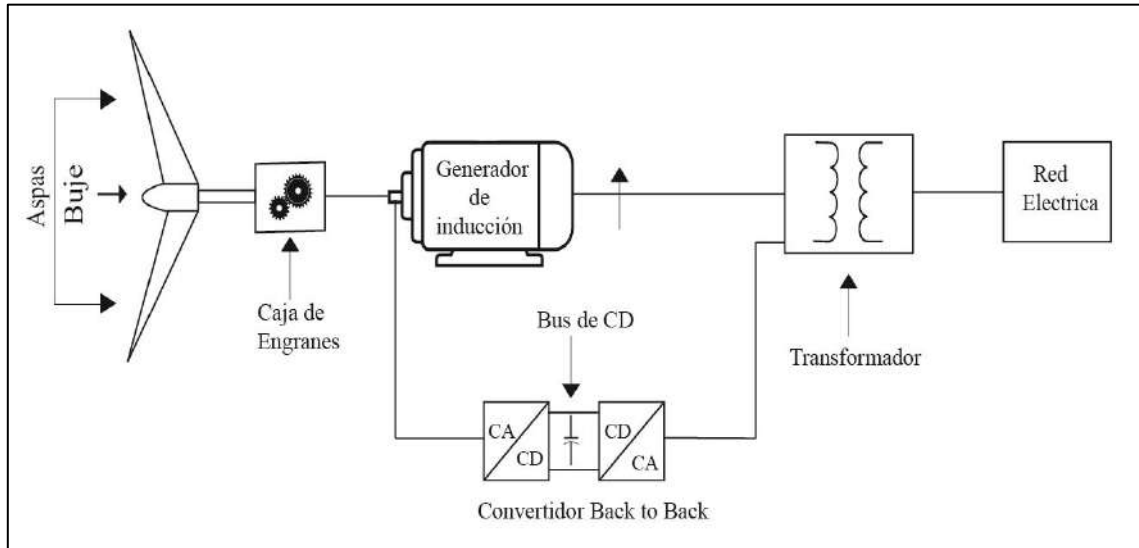 Aspas
Buje
Caja de
Engranes
Generador
de
inducción
Bus de CD
CA
CD
CD
CA
Convertidor Back to Back
Transformador
Red
Electrica